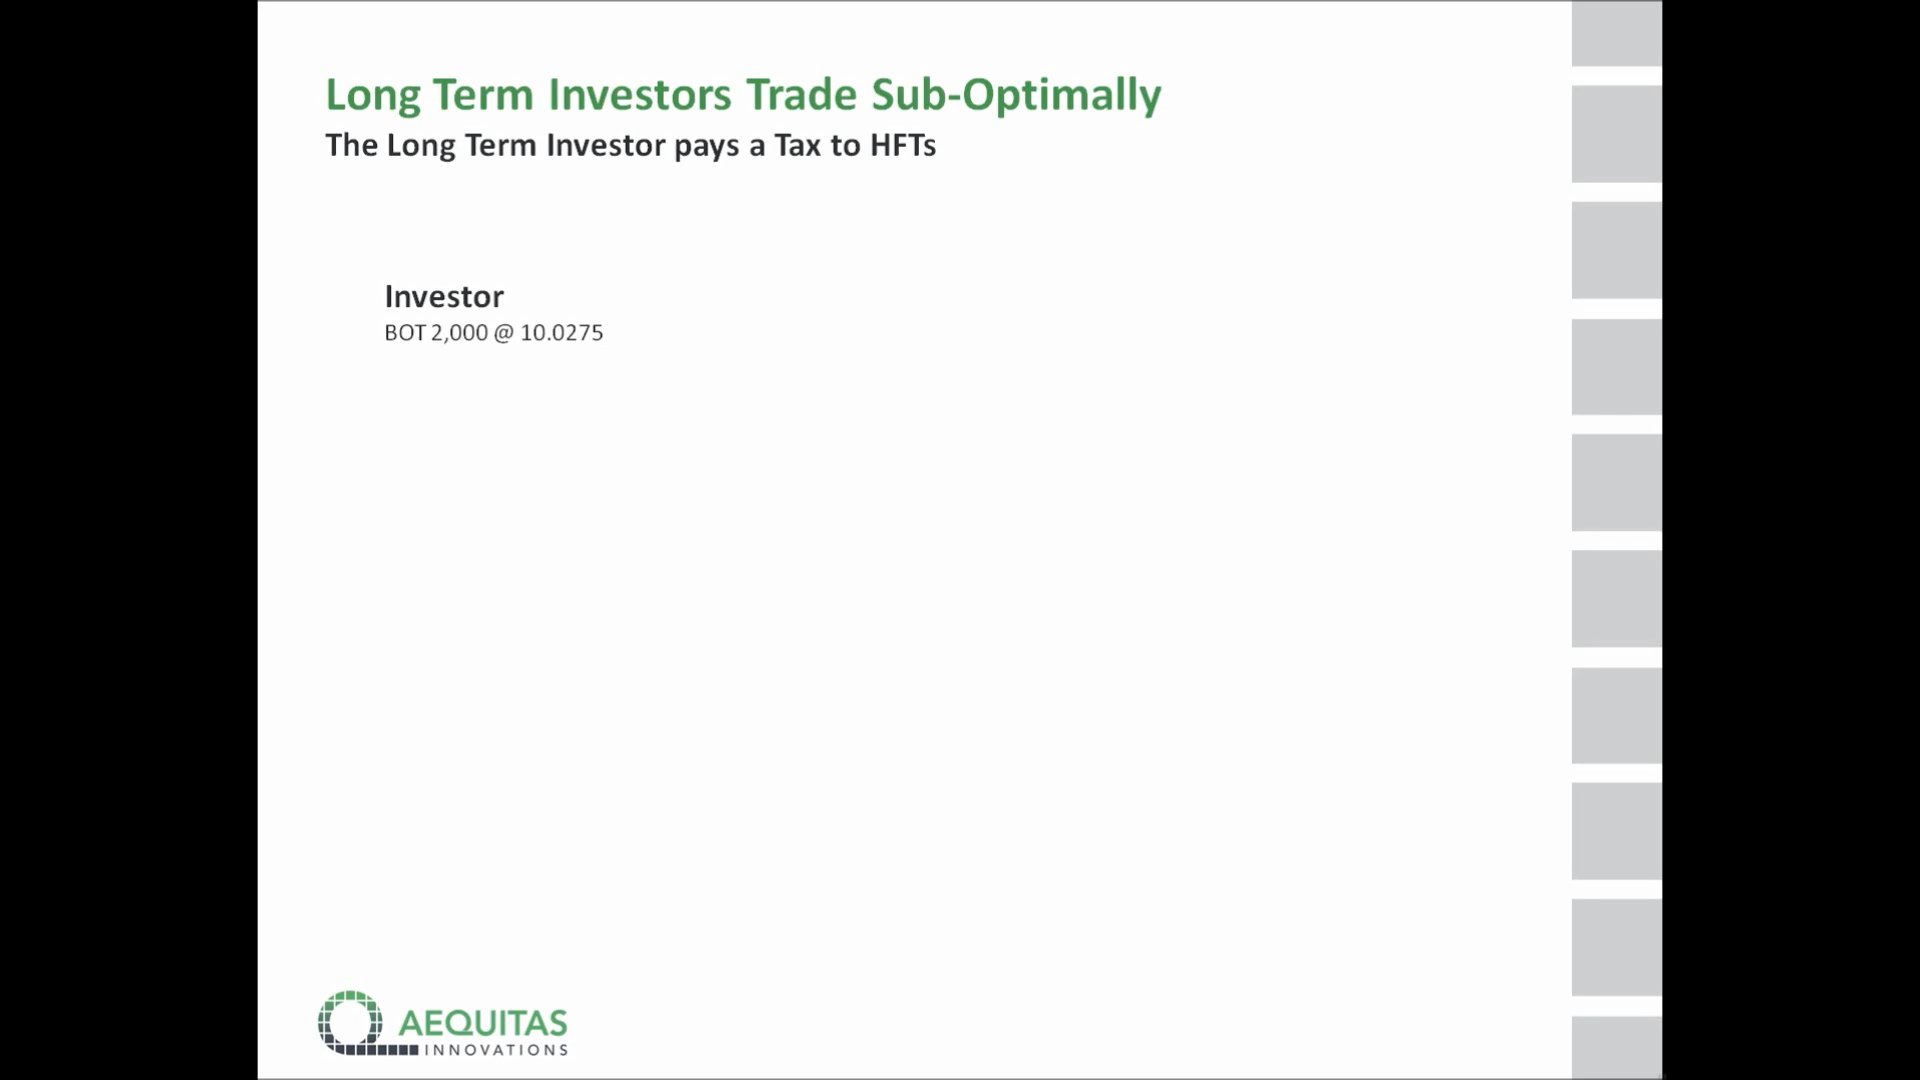 Long Term Investors Trade Sub-Optimally
The Long Term Investor pays a Tax to HFTs
Investor
BOT 2,000 @ 10.0275
AEQUITAS
INNOVATIONS